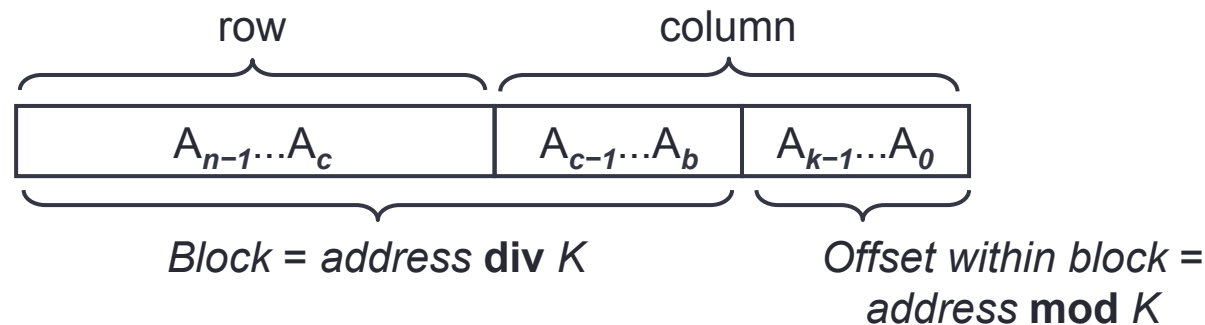 row column
A_{n−1}...A_c A_{c−1}...A_b A_{k−1}...A_0
Block = address div K Offset within block =
address mod K